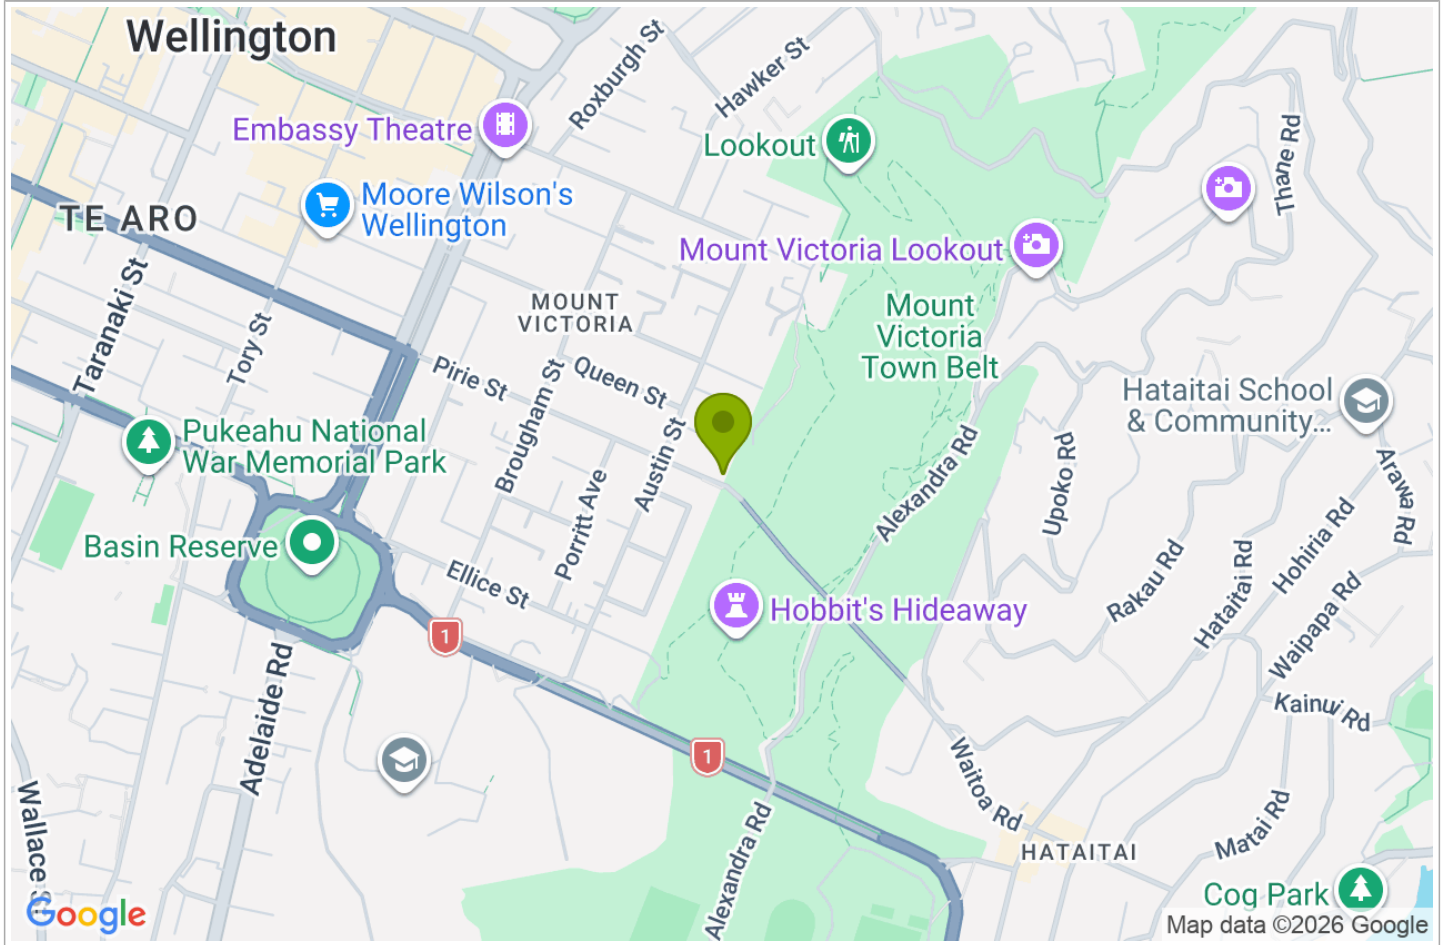 Wellington
Roxburgh St
Hawker St
Embassy Theatre
Lookout
Thane Rd
Moore Wilson's
Wellington
TE ARO
Mount Victoria Lookout
Taranaki St
MOUNT
VICTORIA
Mount
Victoria
Town Belt
Tory St
Pirie St
Queen St
Brougham St
Hataitai School
& Community...
Pukeahu National
War Memorial Park
Austin St
Porritt Ave
Alexandra Rd
Upoko Rd
Arawa Rd
Hohiria Rd
Basin Reserve
Ellice St
Rakau Rd
Hataitai Rd
Waipapa Rd
Hobbit's Hideaway
1
Adelaide Rd
Kainui Rd
1
Waitoa Rd
Wallace S
Alexandra Rd
Matai Rd
HATAITAI
Cog Park
Google
Map data ©2026 Google